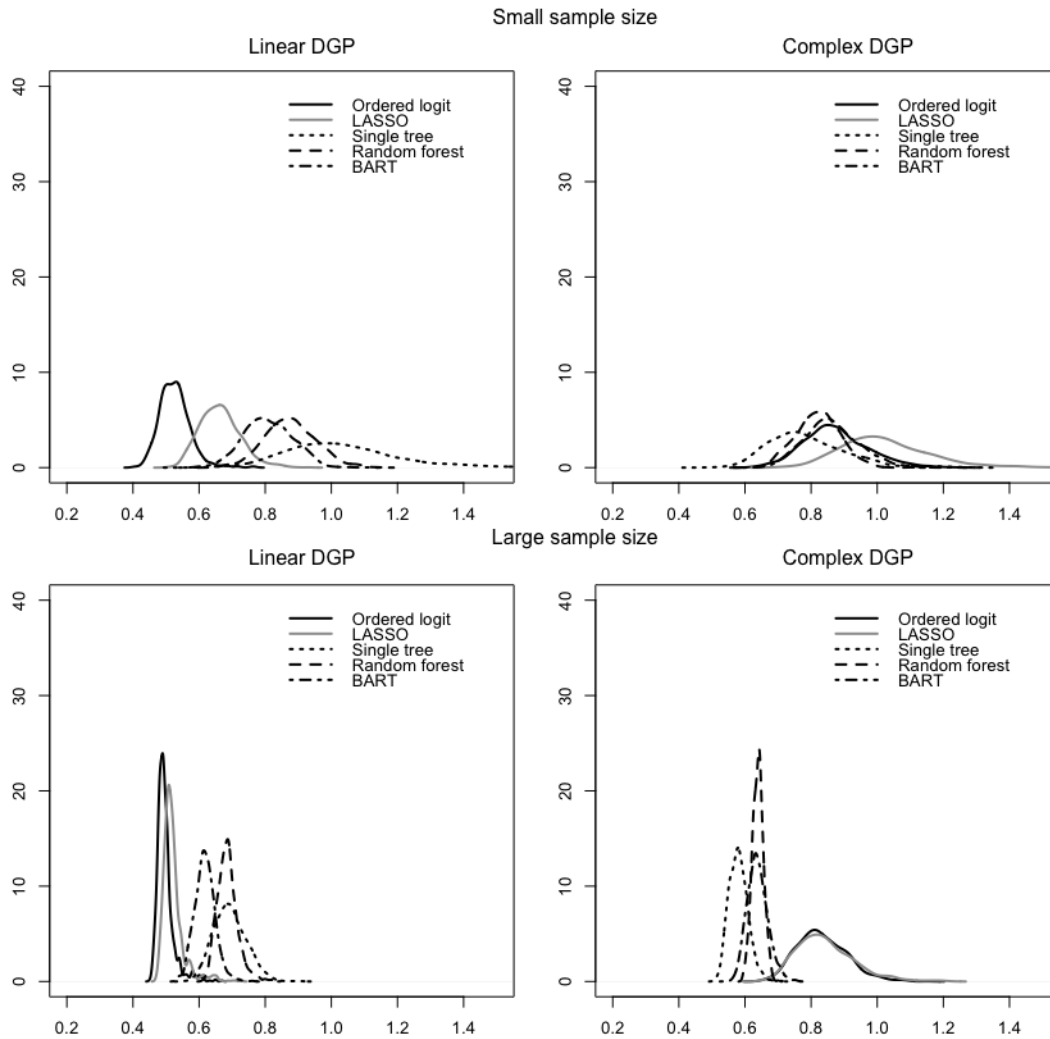 Small sample size
Linear DGP
40
30
20
10
0
Ordered logit
LASSO
Single tree
Random forest
BART
0.2 0.4 0.6 0.8 1.0 1.2 1.4
Complex DGP
40
30
20
10
0
Ordered logit
LASSO
Single tree
Random forest
BART
0.2 0.4 0.6 0.8 1.0 1.2 1.4
Large sample size
Linear DGP
40
30
20
10
0
Ordered logit
LASSO
Single tree
Random forest
BART
0.2 0.4 0.6 0.8 1.0 1.2 1.4
Complex DGP
40
30
20
10
0
Ordered logit
LASSO
Single tree
Random forest
BART
0.2 0.4 0.6 0.8 1.0 1.2 1.4